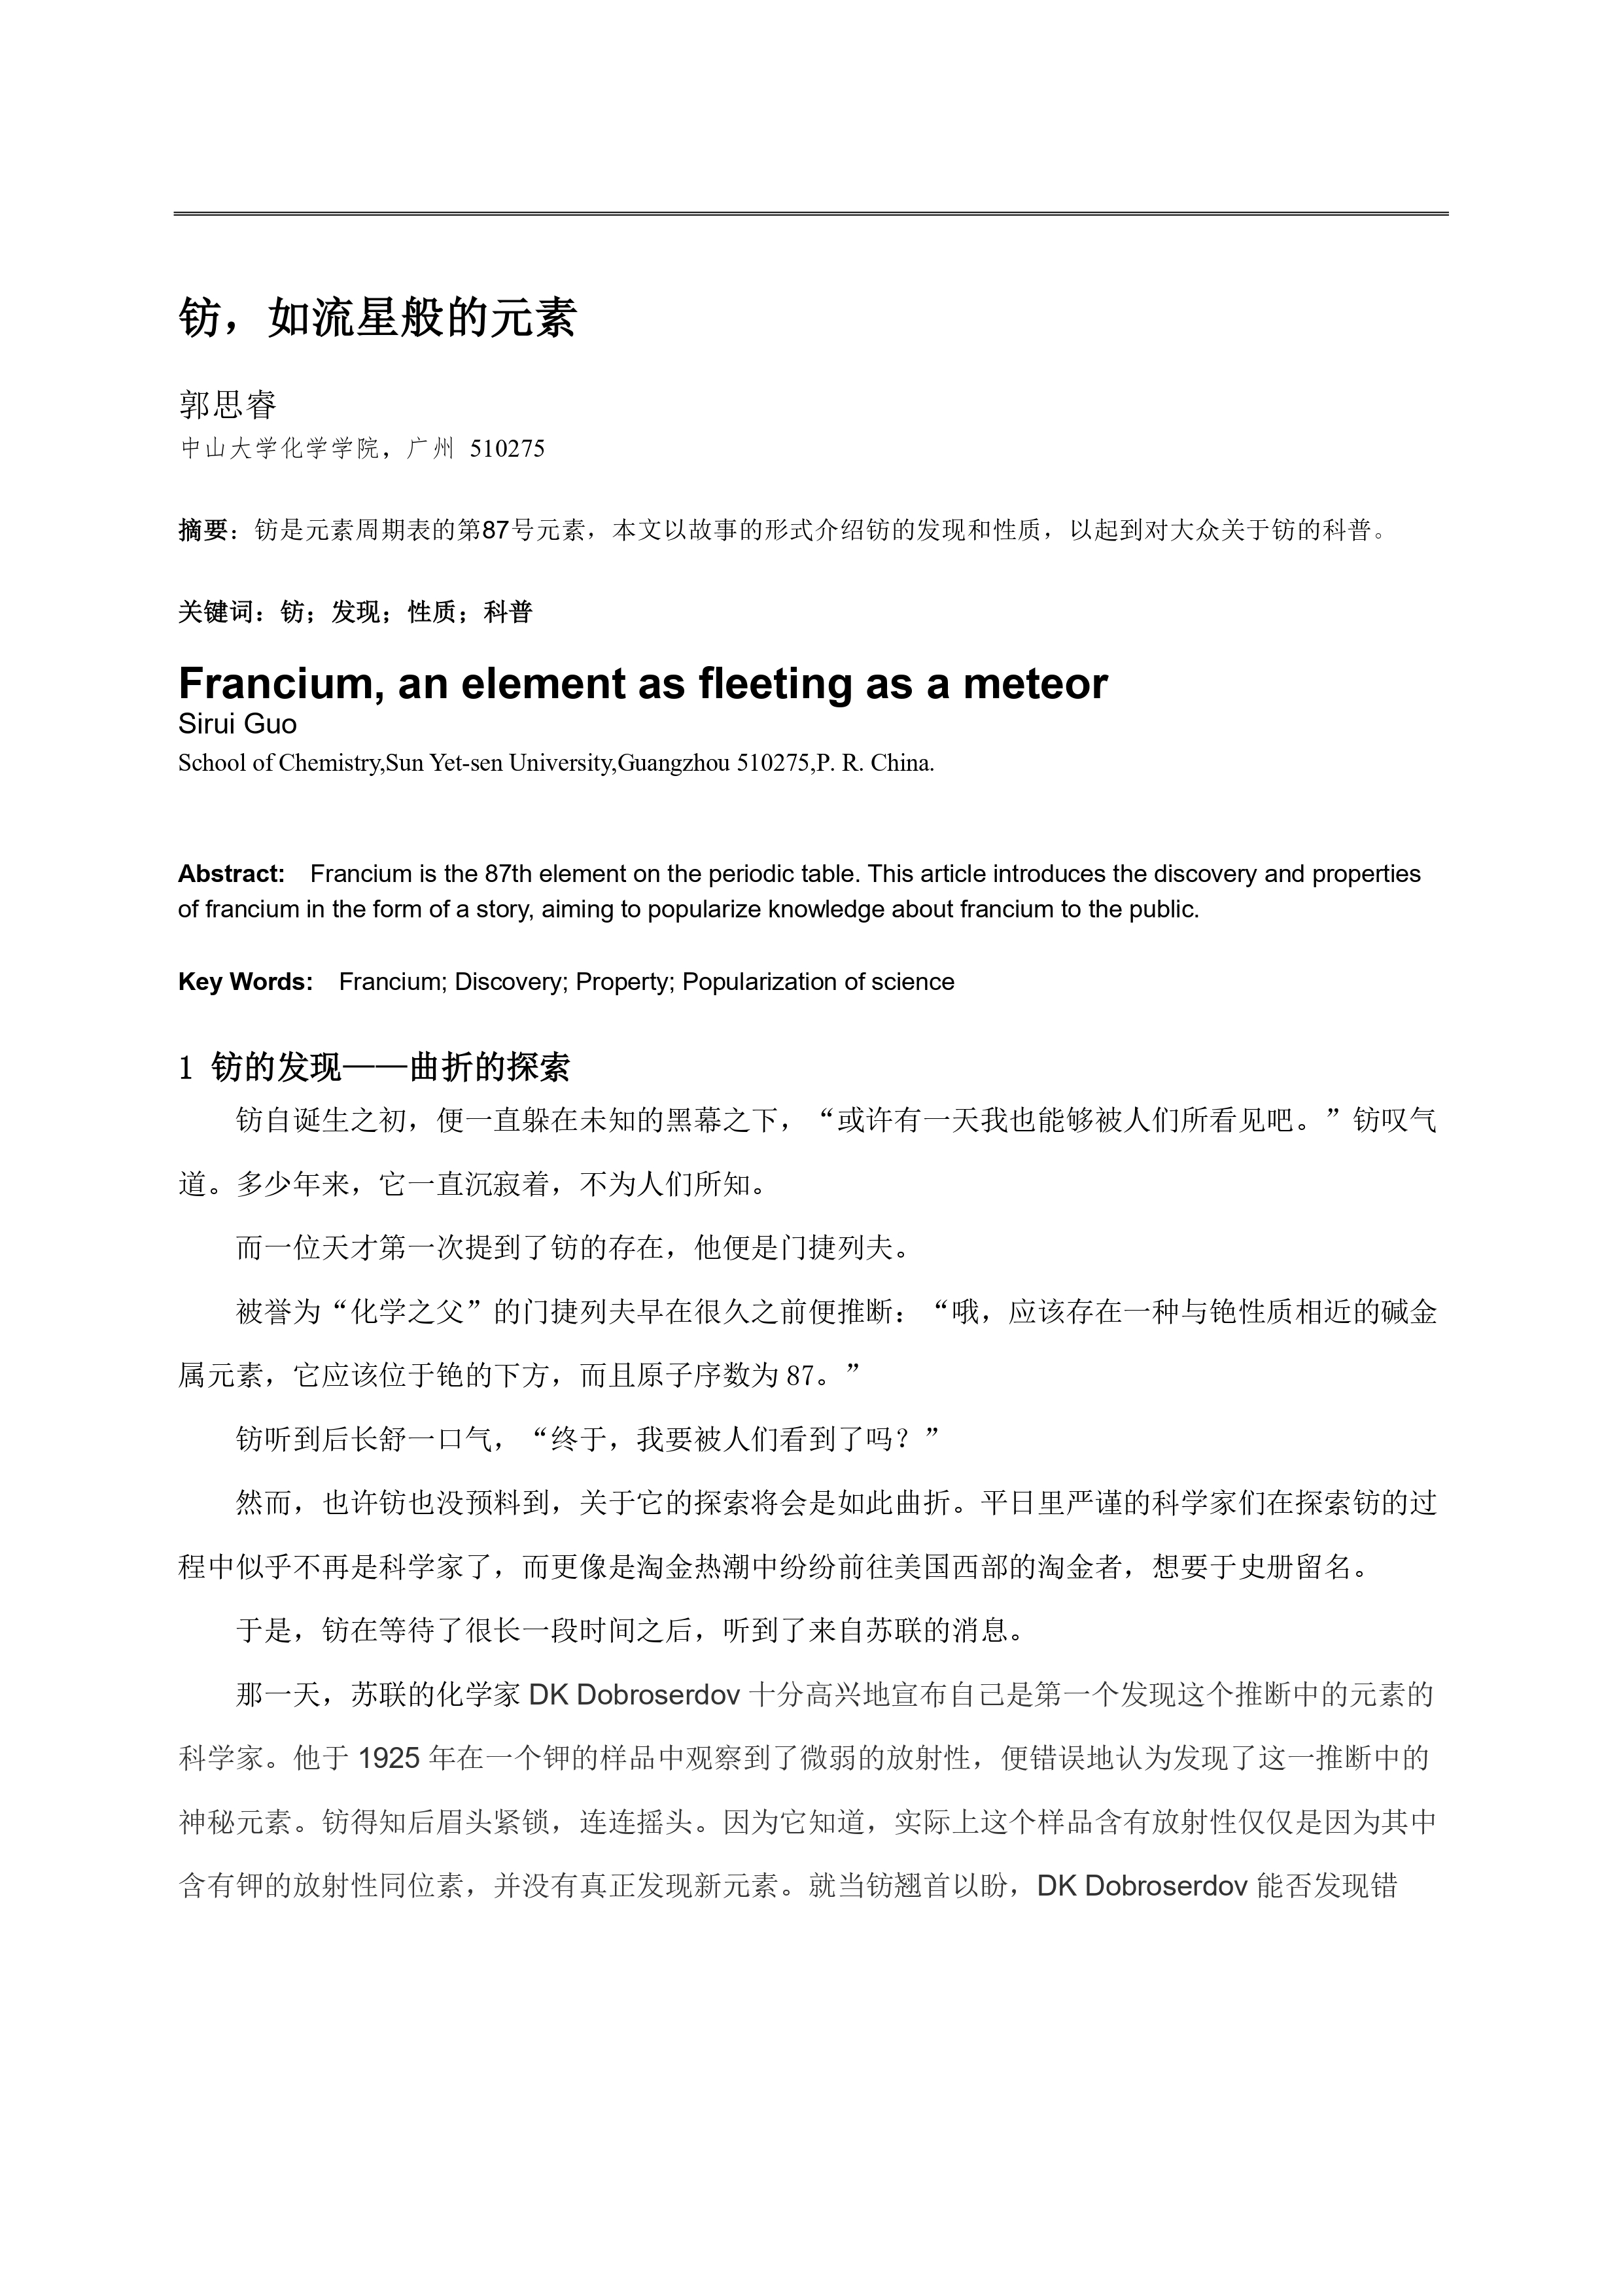 钫，如流星般的元素
郭思睿
中山大学化学学院，广州 510275
摘要：钫是元素周期表的第87号元素，本文以故事的形式介绍钫的发现和性质，以起到对大众关于钫的科普。
关键词：钫；发现；性质；科普
Francium, an element as fleeting as a meteor
Sirui Guo
School of Chemistry,Sun Yet-sen University,Guangzhou 510275,P. R. China.
Abstract: Francium is the 87th element on the periodic table. This article introduces the discovery and properties
of francium in the form of a story, aiming to popularize knowledge about francium to the public.
Key Words: Francium; Discovery; Property; Popularization of science
1 钫的发现——曲折的探索
钫自诞生之初，便一直躲在未知的黑幕之下，“或许有一天我也能够被人们所看见吧。”钫叹气
道。多少年来，它一直沉寂着，不为人们所知。
而一位天才第一次提到了钫的存在，他便是门捷列夫。
被誉为“化学之父”的门捷列夫早在很久之前便推断：“哦，应该存在一种与铯性质相近的碱金
属元素，它应该位于铯的下方，而且原子序数为 87。”
钫听到后长舒一口气，“终于，我要被人们看到了吗？”
然而，也许钫也没预料到，关于它的探索将会是如此曲折。平日里严谨的科学家们在探索钫的过
程中似乎不再是科学家了，而更像是淘金热潮中纷纷前往美国西部的淘金者，想要于史册留名。
于是，钫在等待了很长一段时间之后，听到了来自苏联的消息。
那一天，苏联的化学家 DK Dobroserdov 十分高兴地宣布自己是第一个发现这个推断中的元素的
科学家。他于 1925 年在一个钾的样品中观察到了微弱的放射性，便错误地认为发现了这一推断中的
神秘元素。钫得知后眉头紧锁，连连摇头。因为它知道，实际上这个样品含有放射性仅仅是因为其中
含有钾的放射性同位素，并没有真正发现新元素。就当钫翘首以盼，DK Dobroserdov 能否发现错